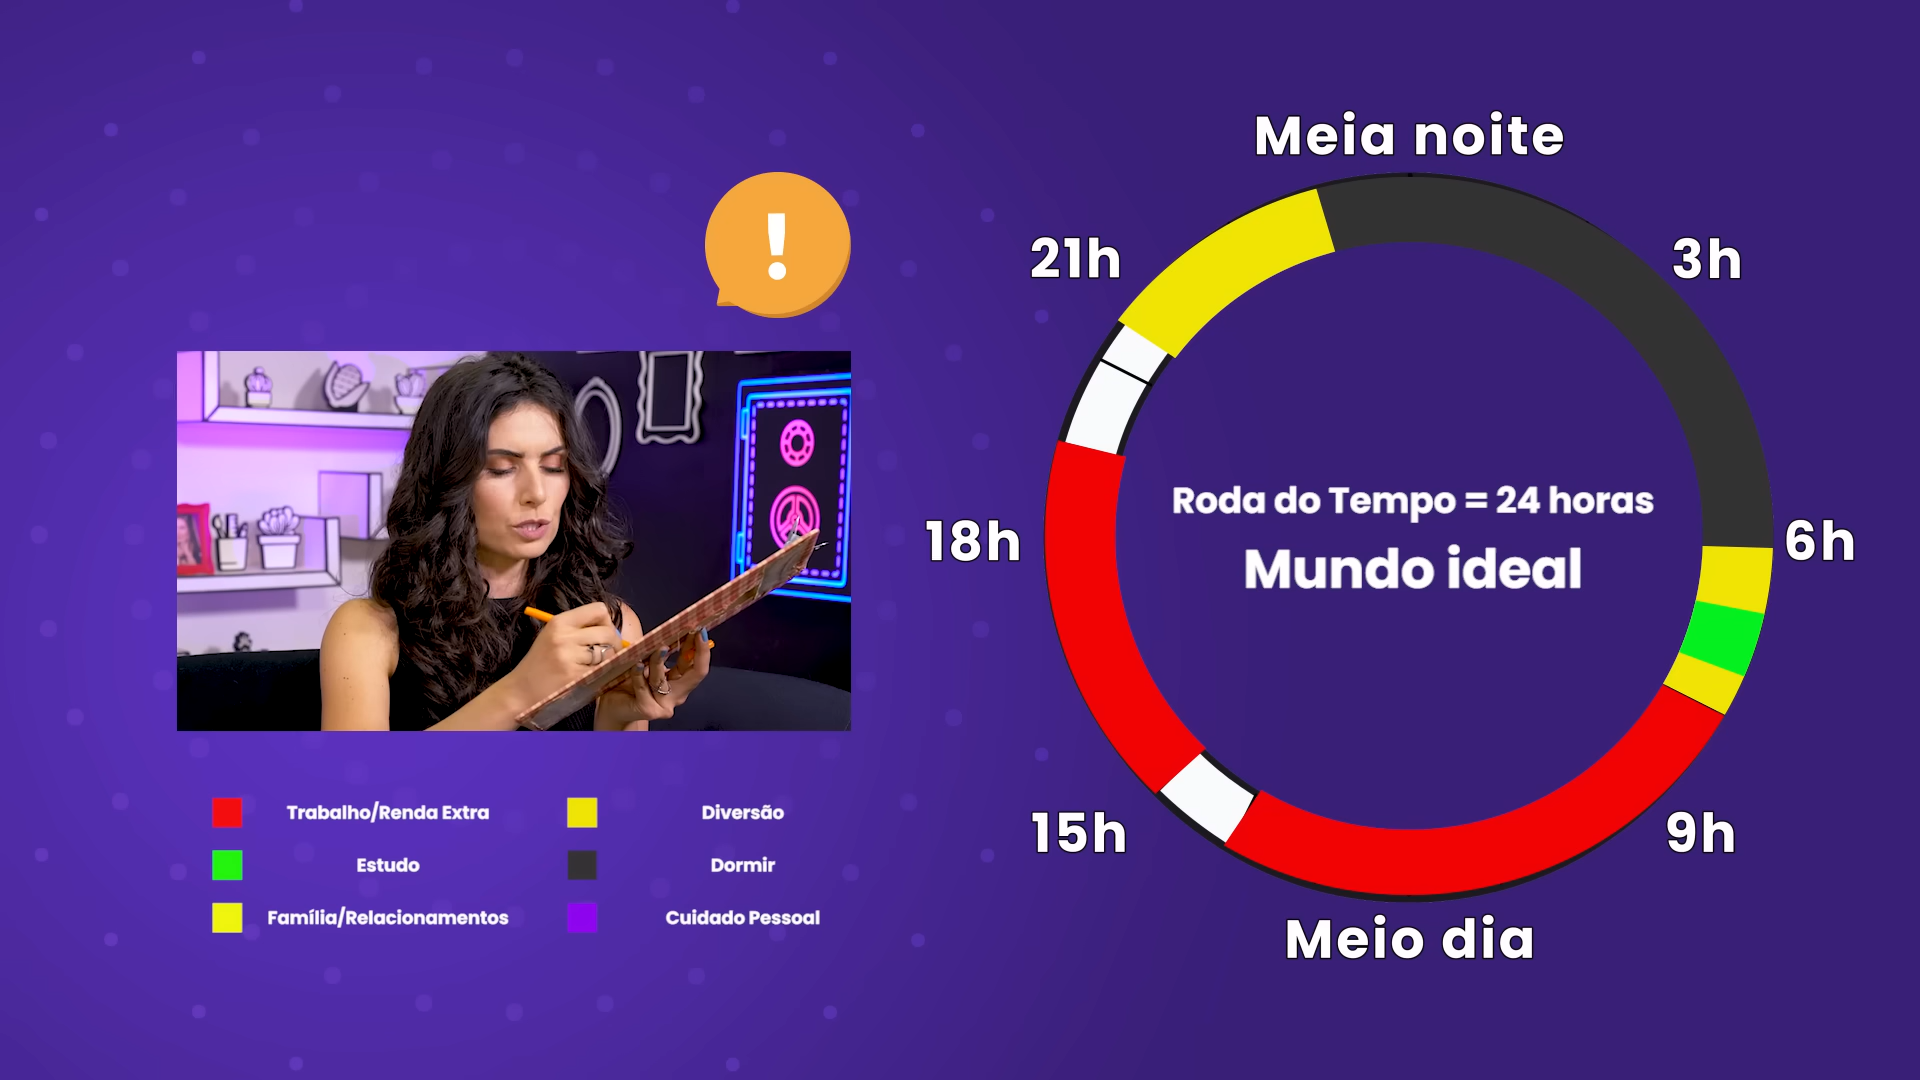 !
Trabalho/Renda Extra
Diversão
Estudo
Dormir
Família/Relacionamentos
Cuidado Pessoal
Meia noite
21h
3h
Roda do Tempo = 24 horas
Mundo ideal
18h
6h
15h
9h
Meio dia